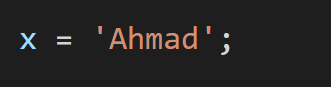 x = 'Ahmad';